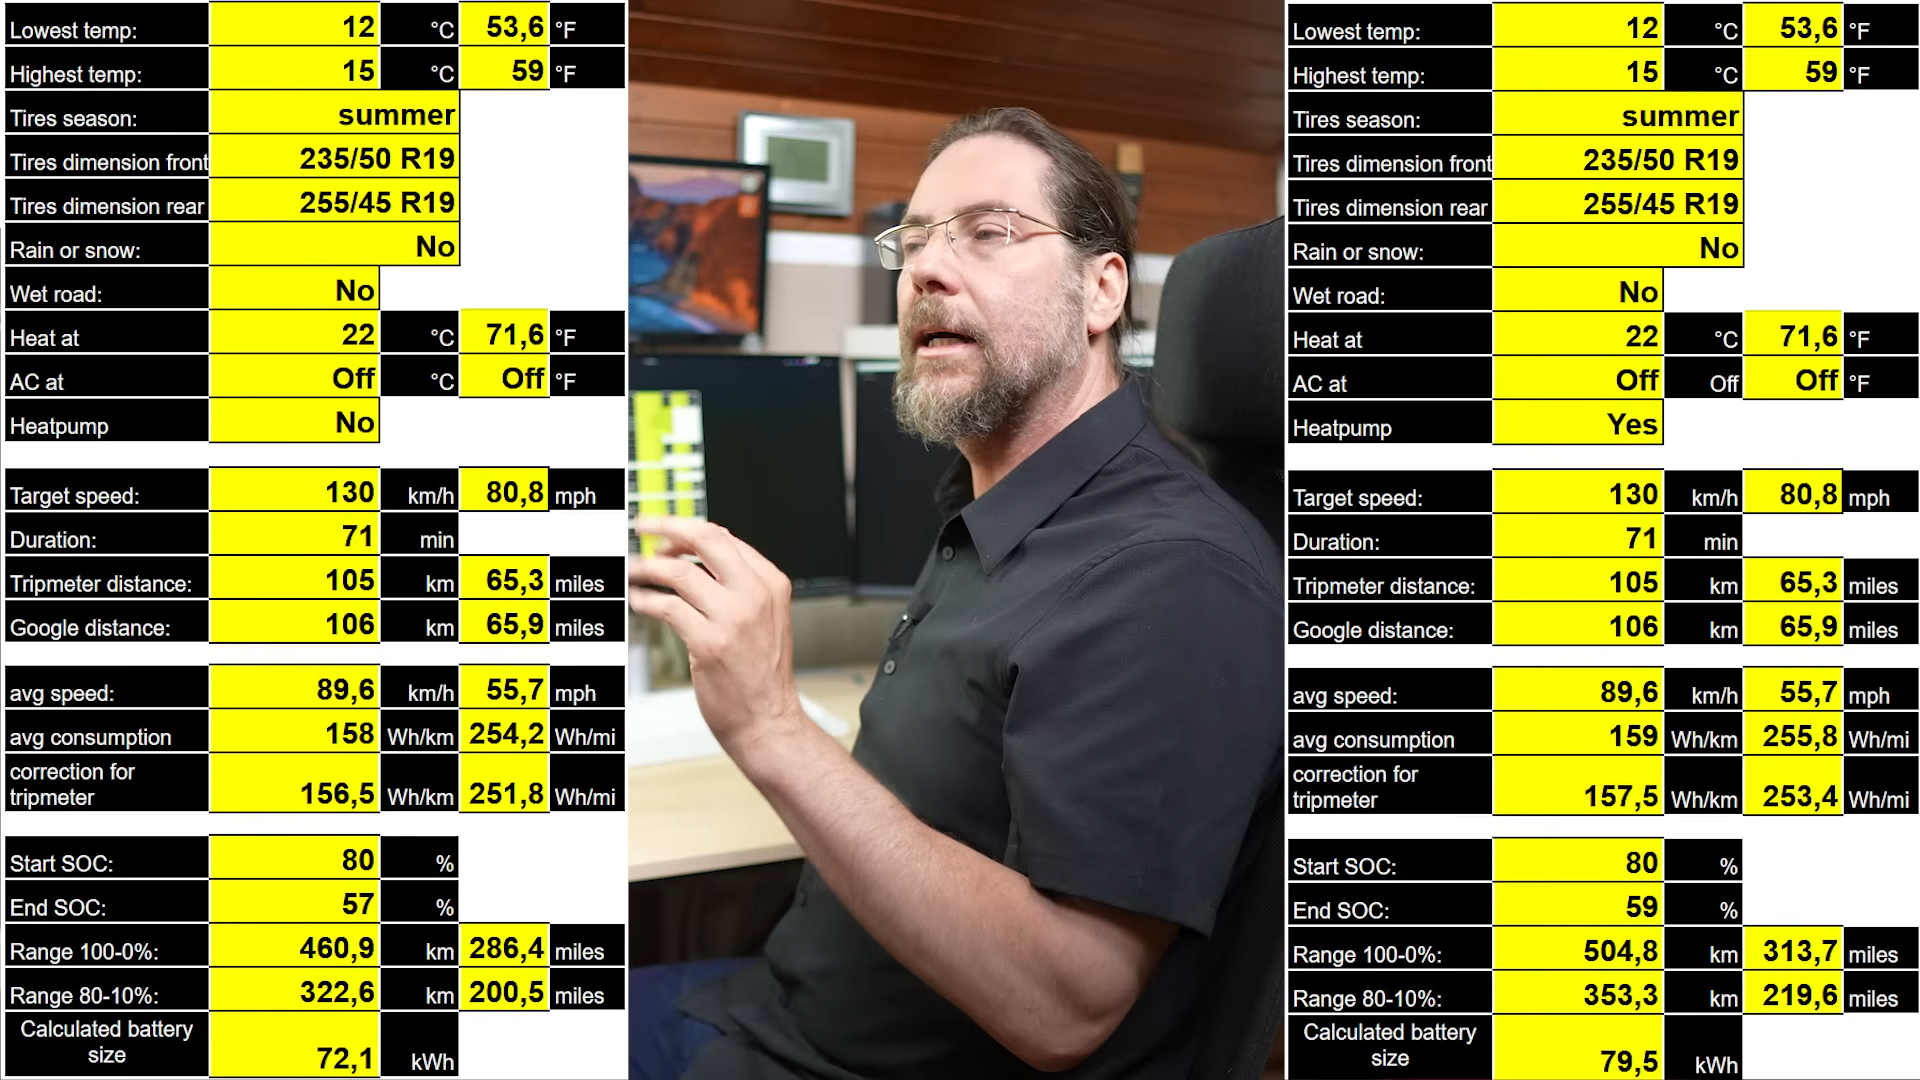 Lowest temp: 12 °C 53,6 °F
Highest temp: 15 °C 59 °F
Tires season: summer
Tires dimension front 235/50 R19
Tires dimension rear 255/45 R19
Rain or snow: No
Wet road: No
Heat at 22 °C 71,6 °F
AC at Off °C Off °F
Heatpump No
Target speed: 130 km/h 80,8 mph
Duration: 71 min
Tripmeter distance: 105 km 65,3 miles
Google distance: 106 km 65,9 miles
avg speed: 89,6 km/h 55,7 mph
avg consumption 158 Wh/km 254,2 Wh/mi
correction for
tripmeter 156,5 Wh/km 251,8 Wh/mi
Start SOC: 80 %
End SOC: 57 %
Range 100-0%: 460,9 km 286,4 miles
Range 80-10%: 322,6 km 200,5 miles
Calculated battery
size 72,1 kWh
Lowest temp: 12 °C 53,6 °F
Highest temp: 15 °C 59 °F
Tires season: summer
Tires dimension front 235/50 R19
Tires dimension rear 255/45 R19
Rain or snow: No
Wet road: No
Heat at 22 °C 71,6 °F
AC at Off Off Off °F
Heatpump Yes
Target speed: 130 km/h 80,8 mph
Duration: 71 min
Tripmeter distance: 105 km 65,3 miles
Google distance: 106 km 65,9 miles
avg speed: 89,6 km/h 55,7 mph
avg consumption 159 Wh/km 255,8 Wh/mi
correction for
tripmeter 157,5 Wh/km 253,4 Wh/mi
Start SOC: 80 %
End SOC: 59 %
Range 100-0%: 504,8 km 313,7 miles
Range 80-10%: 353,3 km 219,6 miles
Calculated battery
size 79,5 kWh